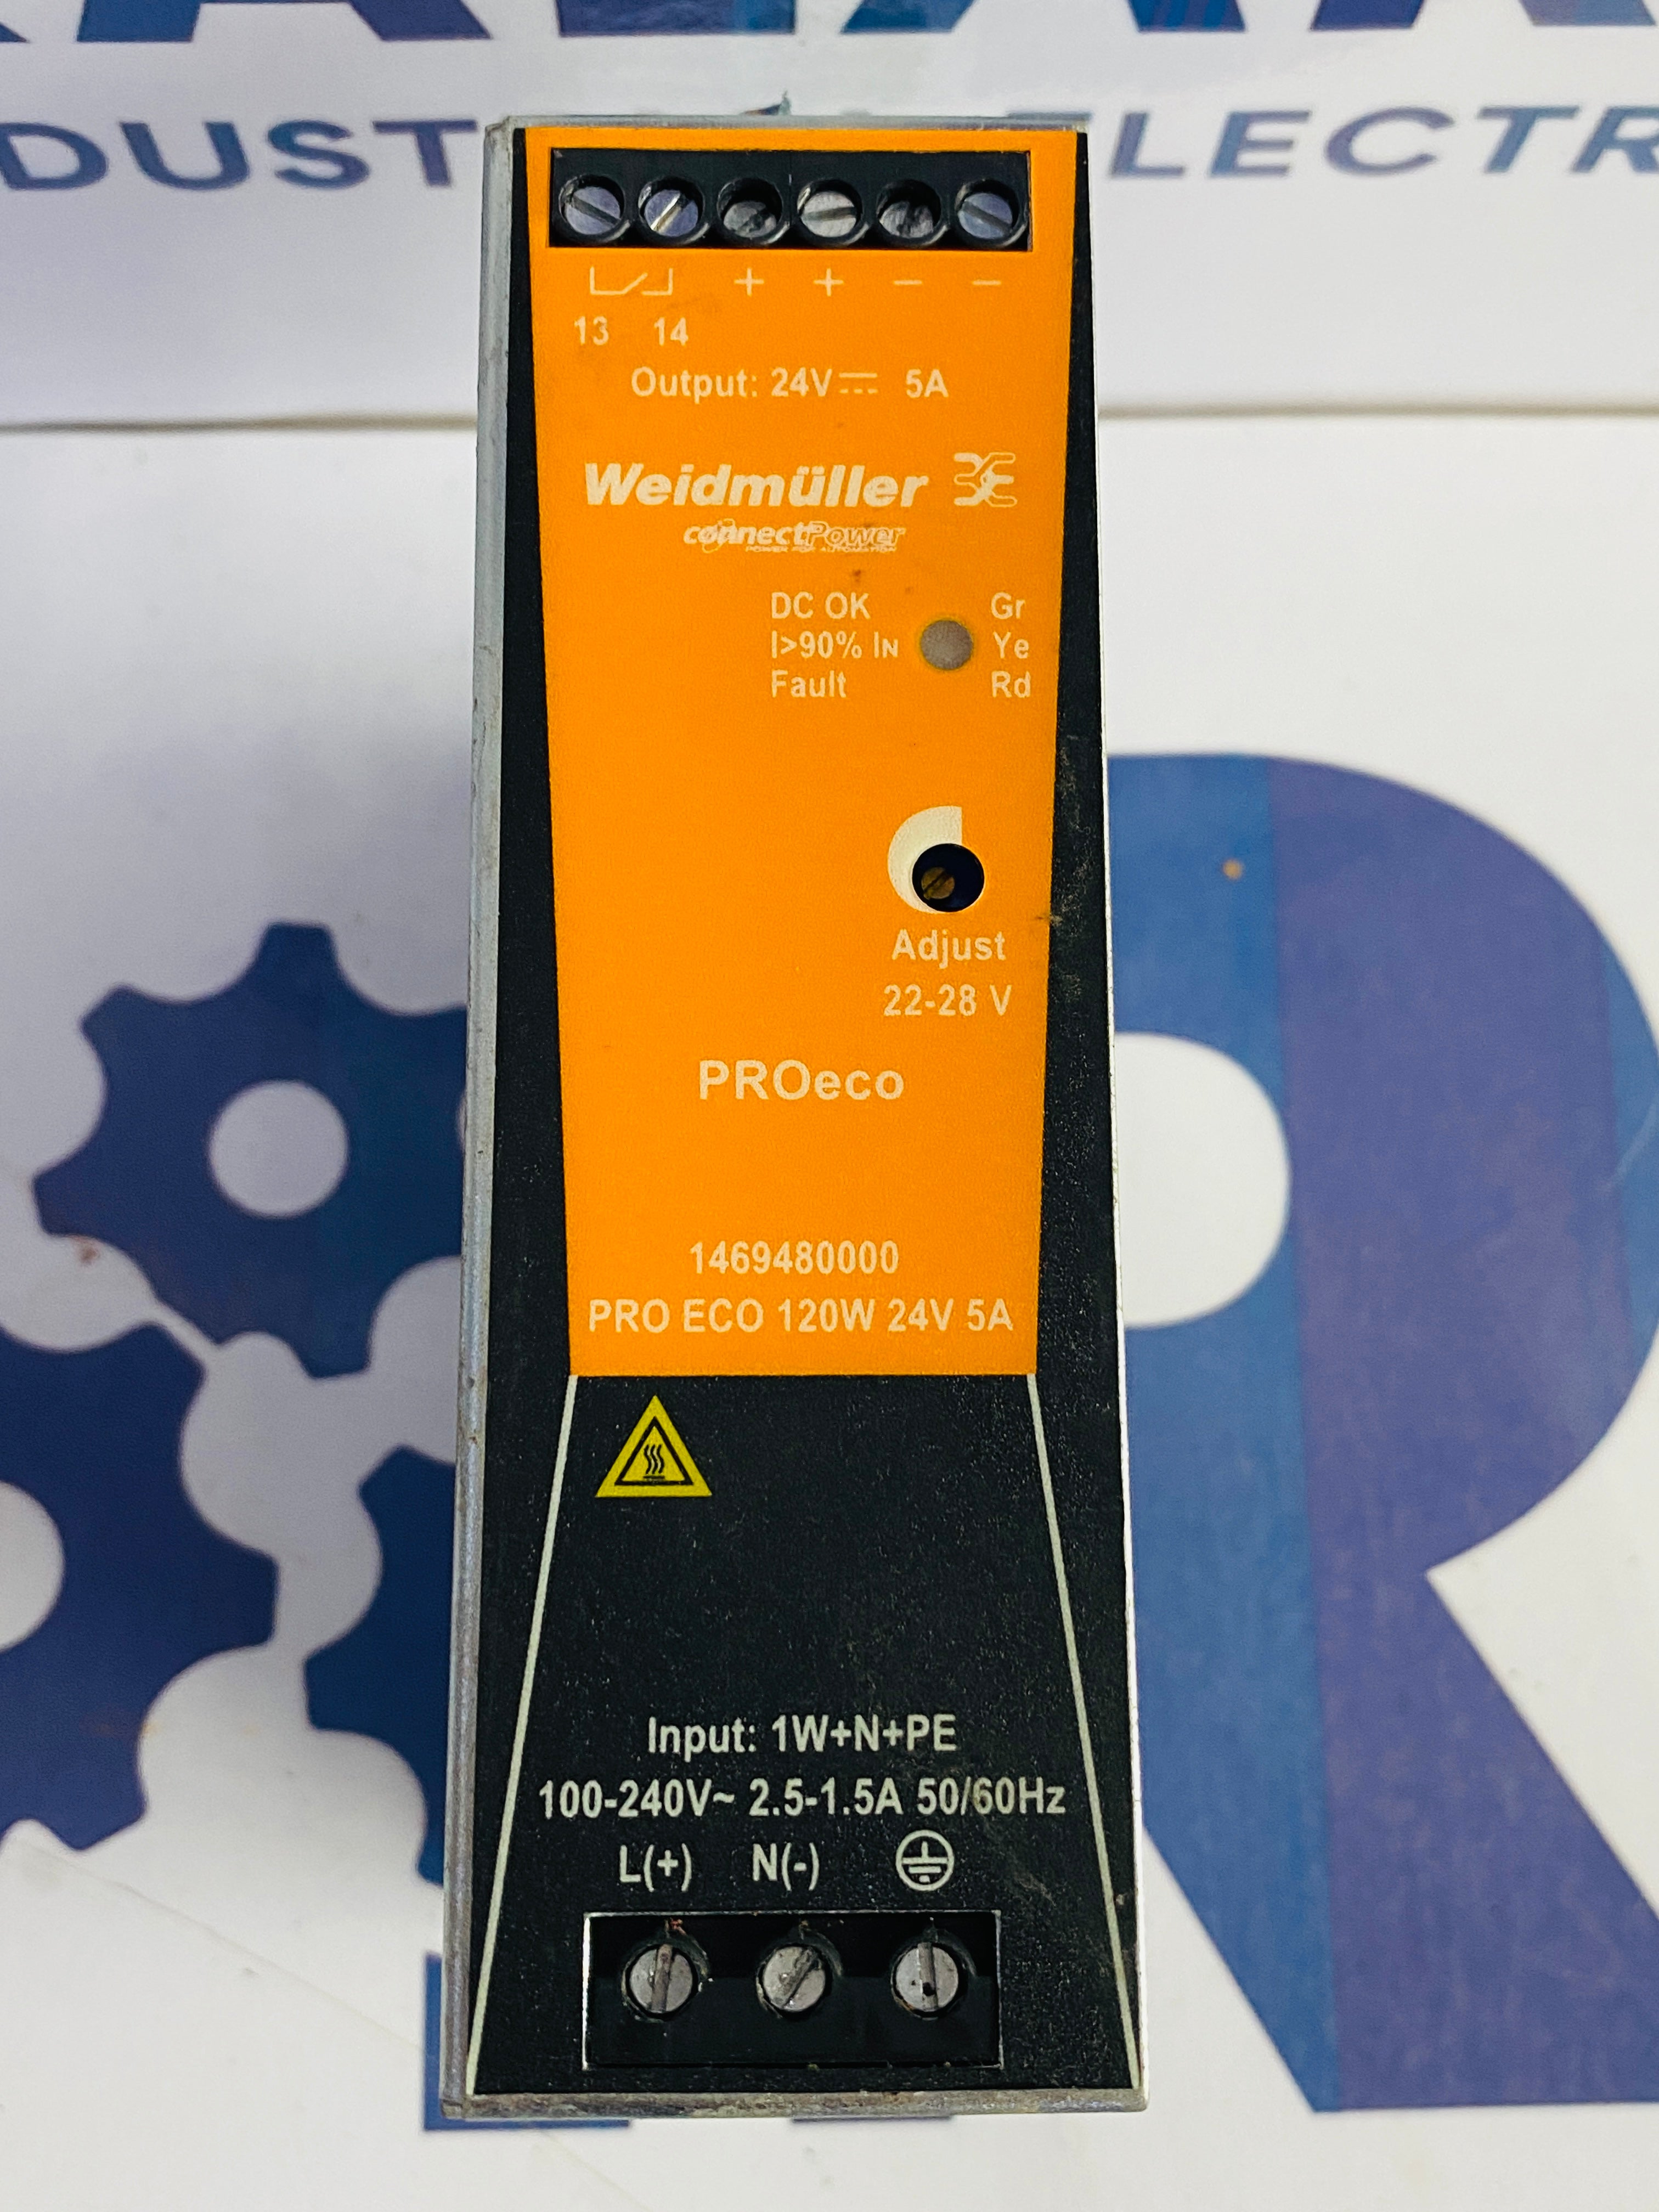 13 14
+ + - -
Output: 24V⎓ 5A
Weidmüller
connectPower
POWER FOR AUTOMATION
DC OK Gr
I>90% IN Ye
Fault Rd
Adjust
22-28 V
PROeco
1469480000
PRO ECO 120W 24V 5A
Input: 1W+N+PE
100-240V~ 2.5-1.5A 50/60Hz
L(+) N(-)